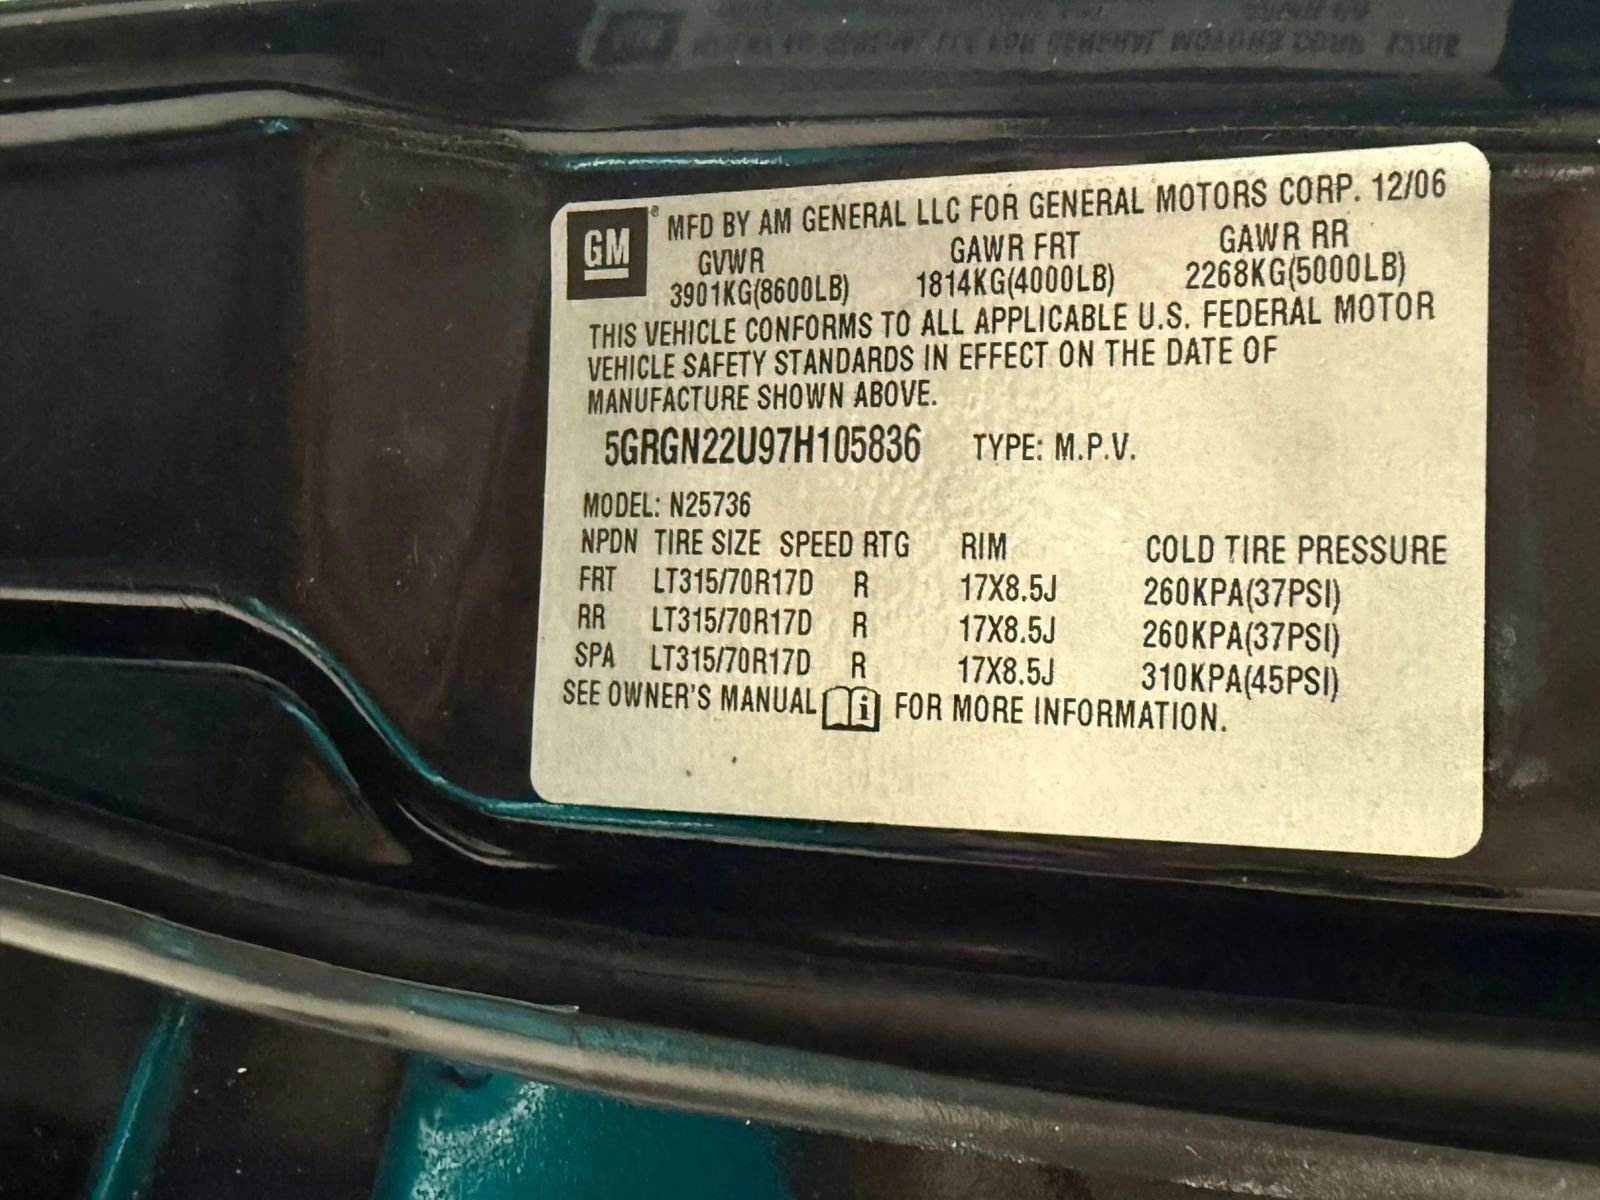 GM® MFD BY AM GENERAL LLC FOR GENERAL MOTORS CORP. 12/06
GVWR GAWR FRT GAWR RR
3901KG(8600LB) 1814KG(4000LB) 2268KG(5000LB)
THIS VEHICLE CONFORMS TO ALL APPLICABLE U.S. FEDERAL MOTOR
VEHICLE SAFETY STANDARDS IN EFFECT ON THE DATE OF
MANUFACTURE SHOWN ABOVE.
5GRGN22U97H105836 TYPE: M.P.V.
MODEL: N25736
NPDN TIRE SIZE SPEED RTG RIM COLD TIRE PRESSURE
FRT LT315/70R17D R 17X8.5J 260KPA(37PSI)
RR LT315/70R17D R 17X8.5J 260KPA(37PSI)
SPA LT315/70R17D R 17X8.5J 310KPA(45PSI)
SEE OWNER'S MANUAL i FOR MORE INFORMATION.